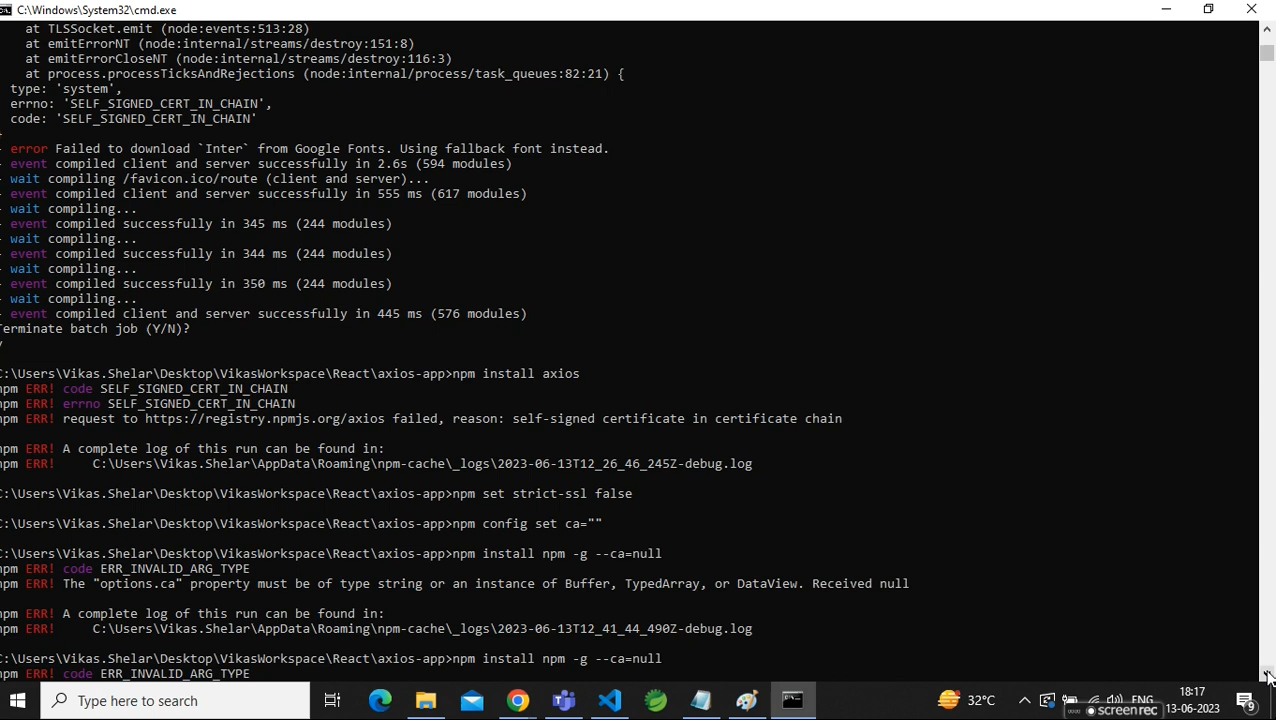 C:\Windows\System32\cmd.exe
at TLSSocket.emit (node:events:513:28)
at emitErrorNT (node:internal/streams/destroy:151:8)
at emitErrorCloseNT (node:internal/streams/destroy:116:3)
at process.processTicksAndRejections (node:internal/process/task_queues:82:21) {
type: 'system',
errno: 'SELF_SIGNED_CERT_IN_CHAIN',
code: 'SELF_SIGNED_CERT_IN_CHAIN'
- error Failed to download `Inter` from Google Fonts. Using fallback font instead.
- event compiled client and server successfully in 2.6s (594 modules)
- wait compiling /favicon.ico/route (client and server)...
- event compiled client and server successfully in 555 ms (617 modules)
- wait compiling...
- event compiled successfully in 345 ms (244 modules)
- wait compiling...
- event compiled successfully in 344 ms (244 modules)
- wait compiling...
- event compiled successfully in 350 ms (244 modules)
- wait compiling...
- event compiled client and server successfully in 445 ms (576 modules)
Terminate batch job (Y/N)?
C:\Users\Vikas.Shelar\Desktop\VikasWorkspace\React\axios-app>npm install axios
npm ERR! code SELF_SIGNED_CERT_IN_CHAIN
npm ERR! errno SELF_SIGNED_CERT_IN_CHAIN
npm ERR! request to https://registry.npmjs.org/axios failed, reason: self-signed certificate in certificate chain
npm ERR! A complete log of this run can be found in:
npm ERR!     C:\Users\Vikas.Shelar\AppData\Roaming\npm-cache\_logs\2023-06-13T12_26_46_245Z-debug.log
C:\Users\Vikas.Shelar\Desktop\VikasWorkspace\React\axios-app>npm set strict-ssl false
C:\Users\Vikas.Shelar\Desktop\VikasWorkspace\React\axios-app>npm config set ca=""
C:\Users\Vikas.Shelar\Desktop\VikasWorkspace\React\axios-app>npm install npm -g --ca=null
npm ERR! code ERR_INVALID_ARG_TYPE
npm ERR! The "options.ca" property must be of type string or an instance of Buffer, TypedArray, or DataView. Received null
npm ERR! A complete log of this run can be found in:
npm ERR!     C:\Users\Vikas.Shelar\AppData\Roaming\npm-cache\_logs\2023-06-13T12_41_44_490Z-debug.log
C:\Users\Vikas.Shelar\Desktop\VikasWorkspace\React\axios-app>npm install npm -g --ca=null
npm ERR! code ERR_INVALID_ARG_TYPE
Type here to search
32°C
ENG
18:17
13-06-2023
9
screenrec